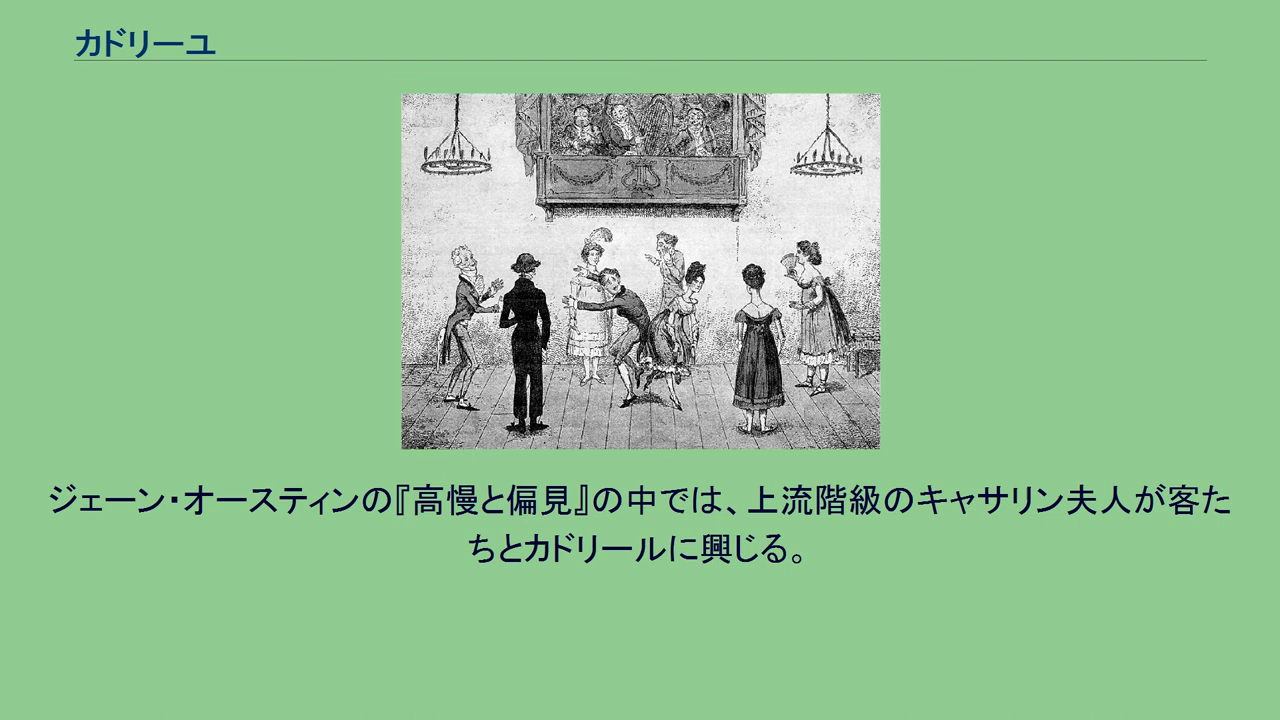 カドリーユ
ジェーン・オースティンの『高慢と偏見』の中では、上流階級のキャサリン夫人が客た
ちとカドリールに興じる。